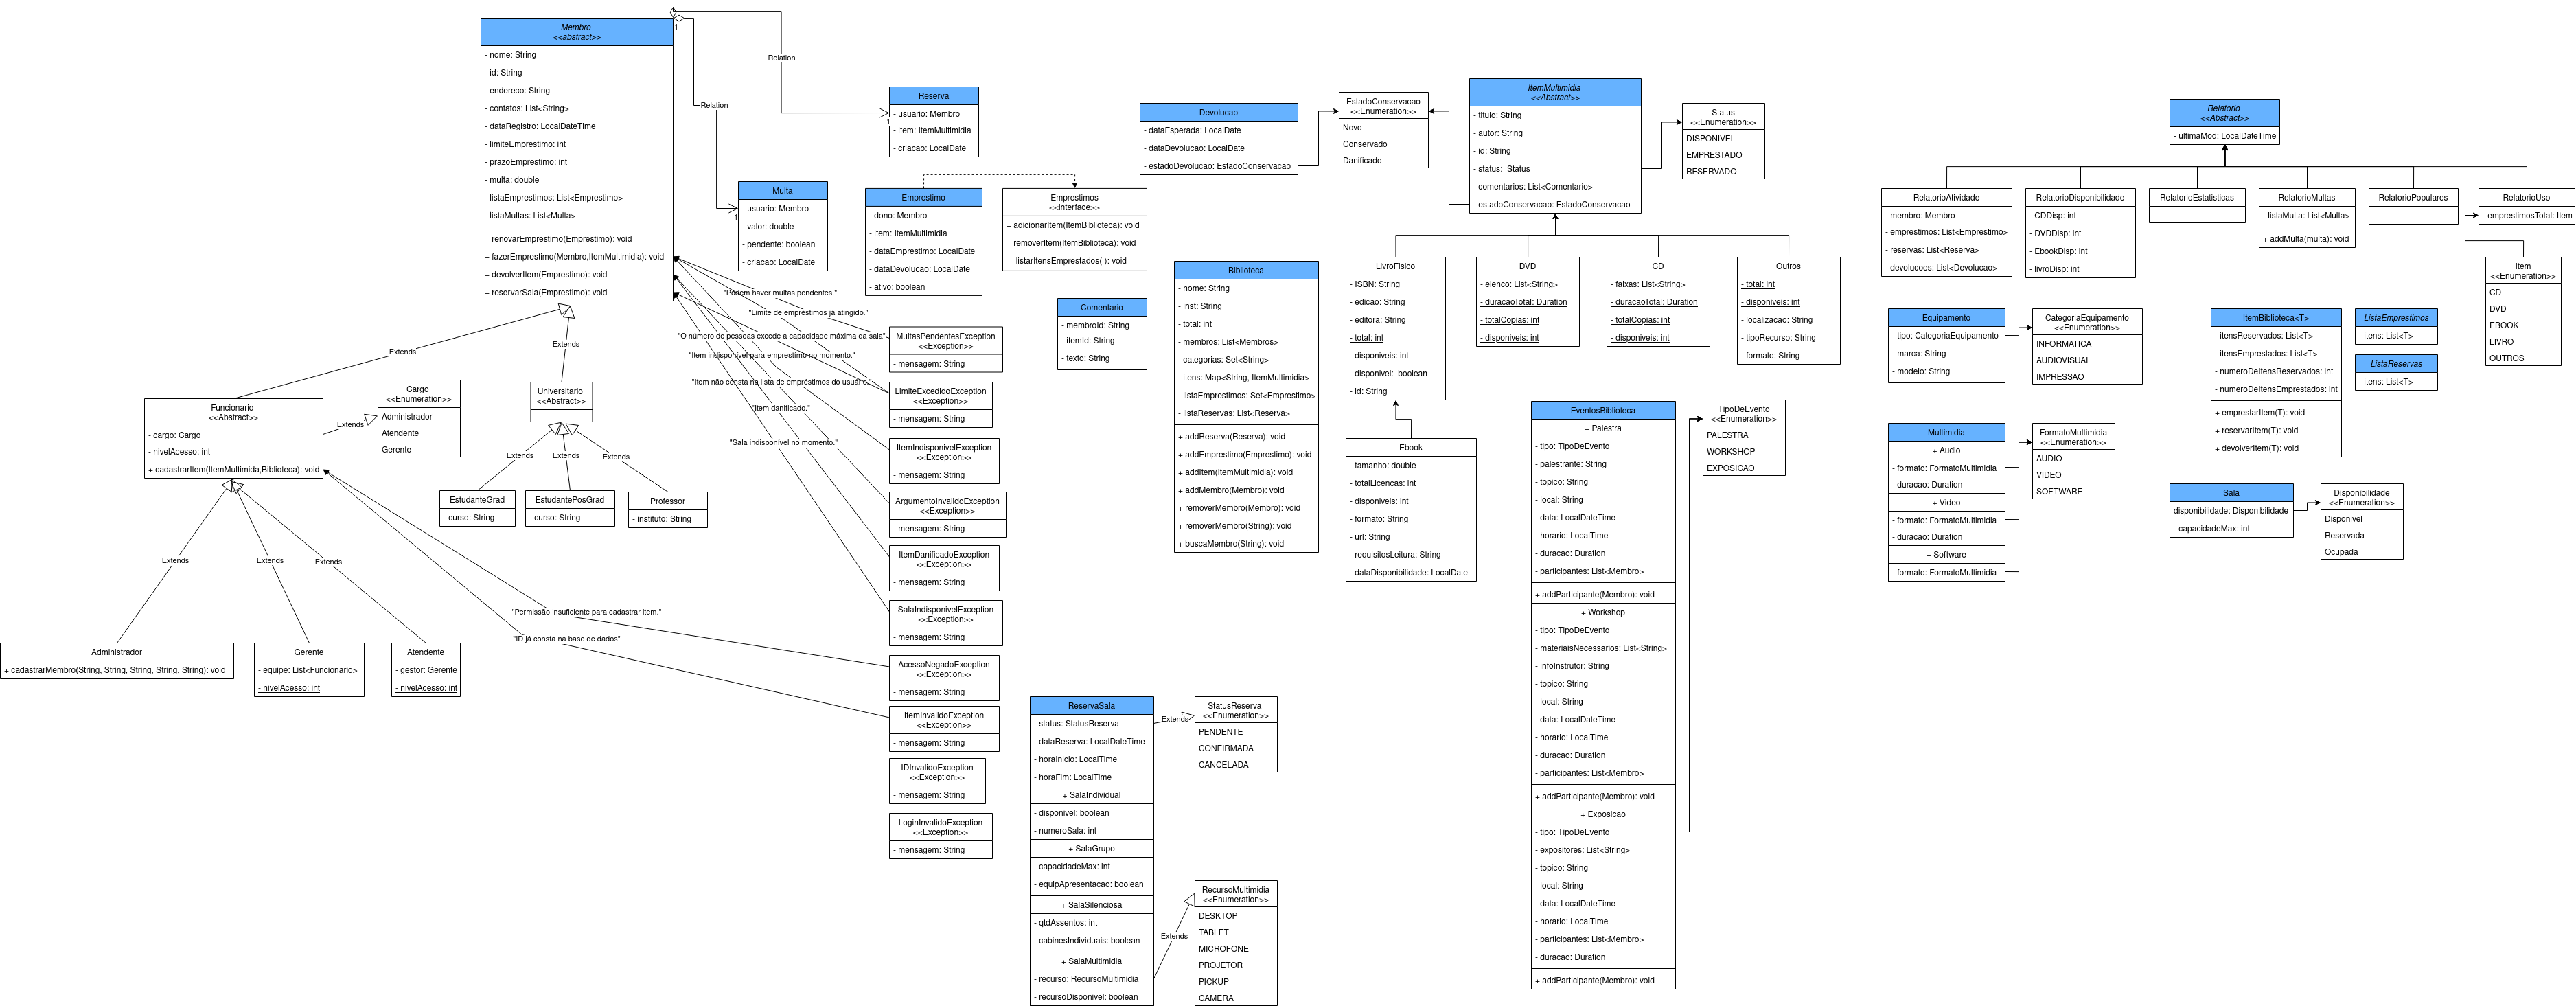 Membro
<<abstract>>
- nome: String
- id: String
- endereco: String
- contatos: List<String>
- dataRegistro: LocalDateTime
- limiteEmprestimo: int
- prazoEmprestimo: int
- multa: double
- listaEmprestimos: List<Emprestimo>
- listaMultas: List<Multa>
+ renovarEmprestimo(Emprestimo): void
+ fazerEmprestimo(Membro,ItemMultimidia): void
+ devolverItem(Emprestimo): void
+ reservarSala(Emprestimo): void
1
Relation
Relation
1
1
Reserva
- usuario: Membro
- item: ItemMultimidia
- criacao: LocalDate
Multa
- usuario: Membro
- valor: double
- pendente: boolean
- criacao: LocalDate
Emprestimo
- dono: Membro
- item: ItemMultimidia
- dataEmprestimo: LocalDate
- dataDevolucao: LocalDate
- ativo: boolean
Emprestimos
<<interface>>
+ adicionarItem(ItemBiblioteca): void
+ removerItem(ItemBiblioteca): void
+ listarItensEmprestados( ): void
Comentario
- membroId: String
- itemId: String
- texto: String
Extends
Extends
Funcionario
<<Abstract>>
- cargo: Cargo
- nivelAcesso: int
+ cadastrarItem(ItemMultimida,Biblioteca): void
Extends
Cargo
<<Enumeration>>
Administrador
Atendente
Gerente
Universitario
<<Abstract>>
Extends
Extends
Extends
EstudanteGrad
- curso: String
EstudantePosGrad
- curso: String
Professor
- instituto: String
Extends
Extends
Extends
Administrador
+ cadastrarMembro(String, String, String, String, String): void
Gerente
- equipe: List<Funcionario>
- nivelAcesso: int
Atendente
- gestor: Gerente
- nivelAcesso: int
"Podem haver multas pendentes."
"Limite de empréstimos já atingido."
"O número de pessoas excede a capacidade máxima da sala"
"Item indisponível para emprestimo no momento."
"Item não consta na lista de empréstimos do usuário."
"Item danificado."
"Sala indisponível no momento."
"Permissão insuficiente para cadastrar item."
"ID já consta na base de dados"
MultasPendentesException
<<Exception>>
- mensagem: String
LimiteExcedidoException
<<Exception>>
- mensagem: String
ItemIndisponivelException
<<Exception>>
- mensagem: String
ArgumentoInvalidoException
<<Exception>>
- mensagem: String
ItemDanificadoException
<<Exception>>
- mensagem: String
SalaIndisponivelException
<<Exception>>
- mensagem: String
AcessoNegadoException
<<Exception>>
- mensagem: String
ItemInvalidoException
<<Exception>>
- mensagem: String
IDInvalidoException
<<Exception>>
- mensagem: String
LoginInvalidoException
<<Exception>>
- mensagem: String
Devolucao
- dataEsperada: LocalDate
- dataDevolucao: LocalDate
- estadoDevolucao: EstadoConservacao
EstadoConservacao
<<Enumeration>>
Novo
Conservado
Danificado
ItemMultimidia
<<Abstract>>
- titulo: String
- autor: String
- id: String
- status: Status
- comentarios: List<Comentario>
- estadoConservacao: EstadoConservacao
Status
<<Enumeration>>
DISPONIVEL
EMPRESTADO
RESERVADO
Biblioteca
- nome: String
- inst: String
- total: int
- membros: List<Membros>
- categorias: Set<String>
- itens: Map<String, ItemMultimidia>
- listaEmprestimos: Set<Emprestimo>
- listaReservas: List<Reserva>
+ addReserva(Reserva): void
+ addEmprestimo(Emprestimo): void
+ addItem(ItemMultimidia): void
+ addMembro(Membro): void
+ removerMembro(Membro): void
+ removerMembro(String): void
+ buscaMembro(String): void
LivroFisico
- ISBN: String
- edicao: String
- editora: String
- total: int
- disponiveis: int
- disponivel: boolean
- id: String
DVD
- elenco: List<String>
- duracaoTotal: Duration
- totalCopias: int
- disponiveis: int
CD
- faixas: List<String>
- duracaoTotal: Duration
- totalCopias: int
- disponiveis: int
Outros
- total: int
- disponiveis: int
- localizacao: String
- tipoRecurso: String
- formato: String
Ebook
- tamanho: double
- totalLicencas: int
- disponiveis: int
- formato: String
- url: String
- requisitosLeitura: String
- dataDisponibilidade: LocalDate
EventosBiblioteca
+ Palestra
- tipo: TipoDeEvento
- palestrante: String
- topico: String
- local: String
- data: LocalDateTime
- horario: LocalTime
- duracao: Duration
- participantes: List<Membro>
+ addParticipante(Membro): void
+ Workshop
- tipo: TipoDeEvento
- materiaisNecessarios: List<String>
- infoInstrutor: String
- topico: String
- local: String
- data: LocalDateTime
- horario: LocalTime
- duracao: Duration
- participantes: List<Membro>
+ addParticipante(Membro): void
+ Exposicao
- tipo: TipoDeEvento
- expositores: List<String>
- topico: String
- local: String
- data: LocalDateTime
- horario: LocalTime
- participantes: List<Membro>
- duracao: Duration
+ addParticipante(Membro): void
TipoDeEvento
<<Enumeration>>
PALESTRA
WORKSHOP
EXPOSICAO
ReservaSala
- status: StatusReserva
- dataReserva: LocalDateTime
- horaInicio: LocalTime
- horaFim: LocalTime
+ SalaIndividual
- disponivel: boolean
- numeroSala: int
+ SalaGrupo
- capacidadeMax: int
- equipApresentacao: boolean
+ SalaSilenciosa
- qtdAssentos: int
- cabinesIndividuais: boolean
+ SalaMultimidia
- recurso: RecursoMultimidia
- recursoDisponivel: boolean
Extends
StatusReserva
<<Enumeration>>
PENDENTE
CONFIRMADA
CANCELADA
Extends
RecursoMultimidia
<<Enumeration>>
DESKTOP
TABLET
MICROFONE
PROJETOR
PICKUP
CAMERA
Relatorio
<<Abstract>>
- ultimaMod: LocalDateTime
RelatorioAtividade
- membro: Membro
- emprestimos: List<Emprestimo>
- reservas: List<Reserva>
- devolucoes: List<Devolucao>
RelatorioDisponibilidade
- CDDisp: int
- DVDDisp: int
- EbookDisp: int
- livroDisp: int
RelatorioEstatisticas
RelatorioMultas
- listaMulta: List<Multa>
+ addMulta(multa): void
RelatorioPopulares
RelatorioUso
- emprestimosTotal: Item
Item
<<Enumeration>>
CD
DVD
EBOOK
LIVRO
OUTROS
Equipamento
- tipo: CategoriaEquipamento
- marca: String
- modelo: String
CategoriaEquipamento
<<Enumeration>>
INFORMATICA
AUDIOVISUAL
IMPRESSAO
ItemBiblioteca<T>
- itensReservados: List<T>
- itensEmprestados: List<T>
- numeroDeItensReservados: int
- numeroDeItensEmprestados: int
+ emprestarItem(T): void
+ reservarItem(T): void
+ devolverItem(T): void
ListaEmprestimos
- itens: List<T>
ListaReservas
- itens: List<T>
Multimidia
+ Audio
- formato: FormatoMultimidia
- duracao: Duration
+ Video
- formato: FormatoMultimidia
- duracao: Duration
+ Software
- formato: FormatoMultimidia
FormatoMultimidia
<<Enumeration>>
AUDIO
VIDEO
SOFTWARE
Sala
disponibilidade: Disponibilidade
- capacidadeMax: int
Disponibilidade
<<Enumeration>>
Disponivel
Reservada
Ocupada